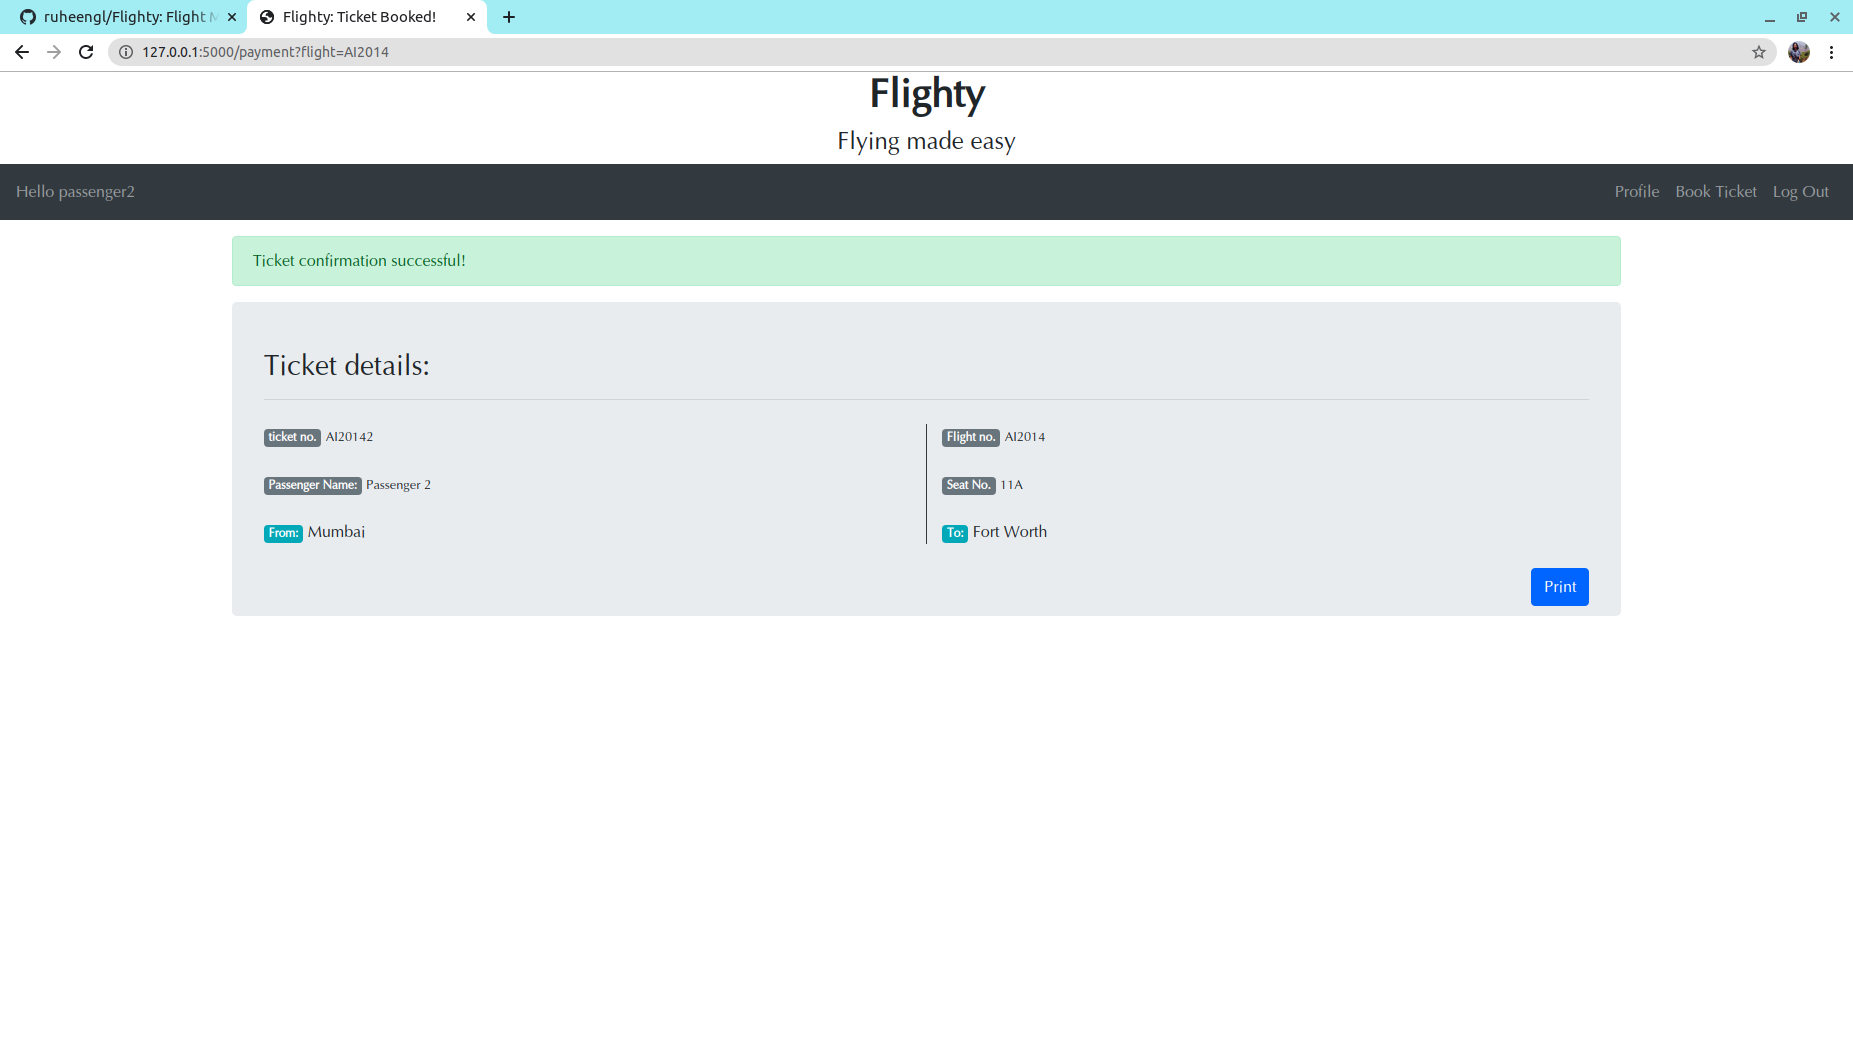 ruheengl/Flighty: Flight M
Flighty: Ticket Booked!
127.0.0.1:5000/payment?flight=AI2014
Flighty
Flying made easy
Hello passenger2
Profile Book Ticket Log Out
Ticket confirmation successful!
Ticket details:
ticket no. AI20142
Flight no. AI2014
Passenger Name: Passenger 2
Seat No. 11A
From: Mumbai
To: Fort Worth
Print